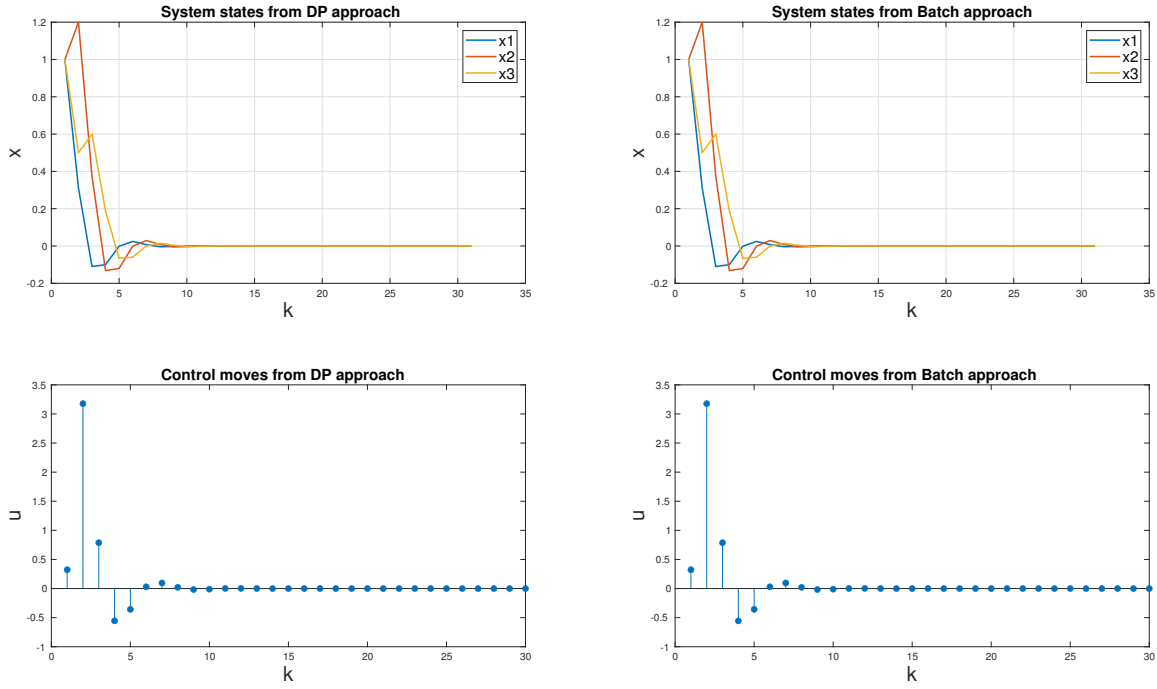 System states from DP approach
1.2
1
0.8
0.6
0.4
0.2
0
-0.2
x
x1
x2
x3
0 5 10 15 20 25 30 35
k
System states from Batch approach
1.2
1
0.8
0.6
0.4
0.2
0
-0.2
x
x1
x2
x3
0 5 10 15 20 25 30 35
k
Control moves from DP approach
3.5
3
2.5
2
1.5
1
0.5
0
-0.5
-1
u
0 5 10 15 20 25 30
k
Control moves from Batch approach
3.5
3
2.5
2
1.5
1
0.5
0
-0.5
-1
u
0 5 10 15 20 25 30
k